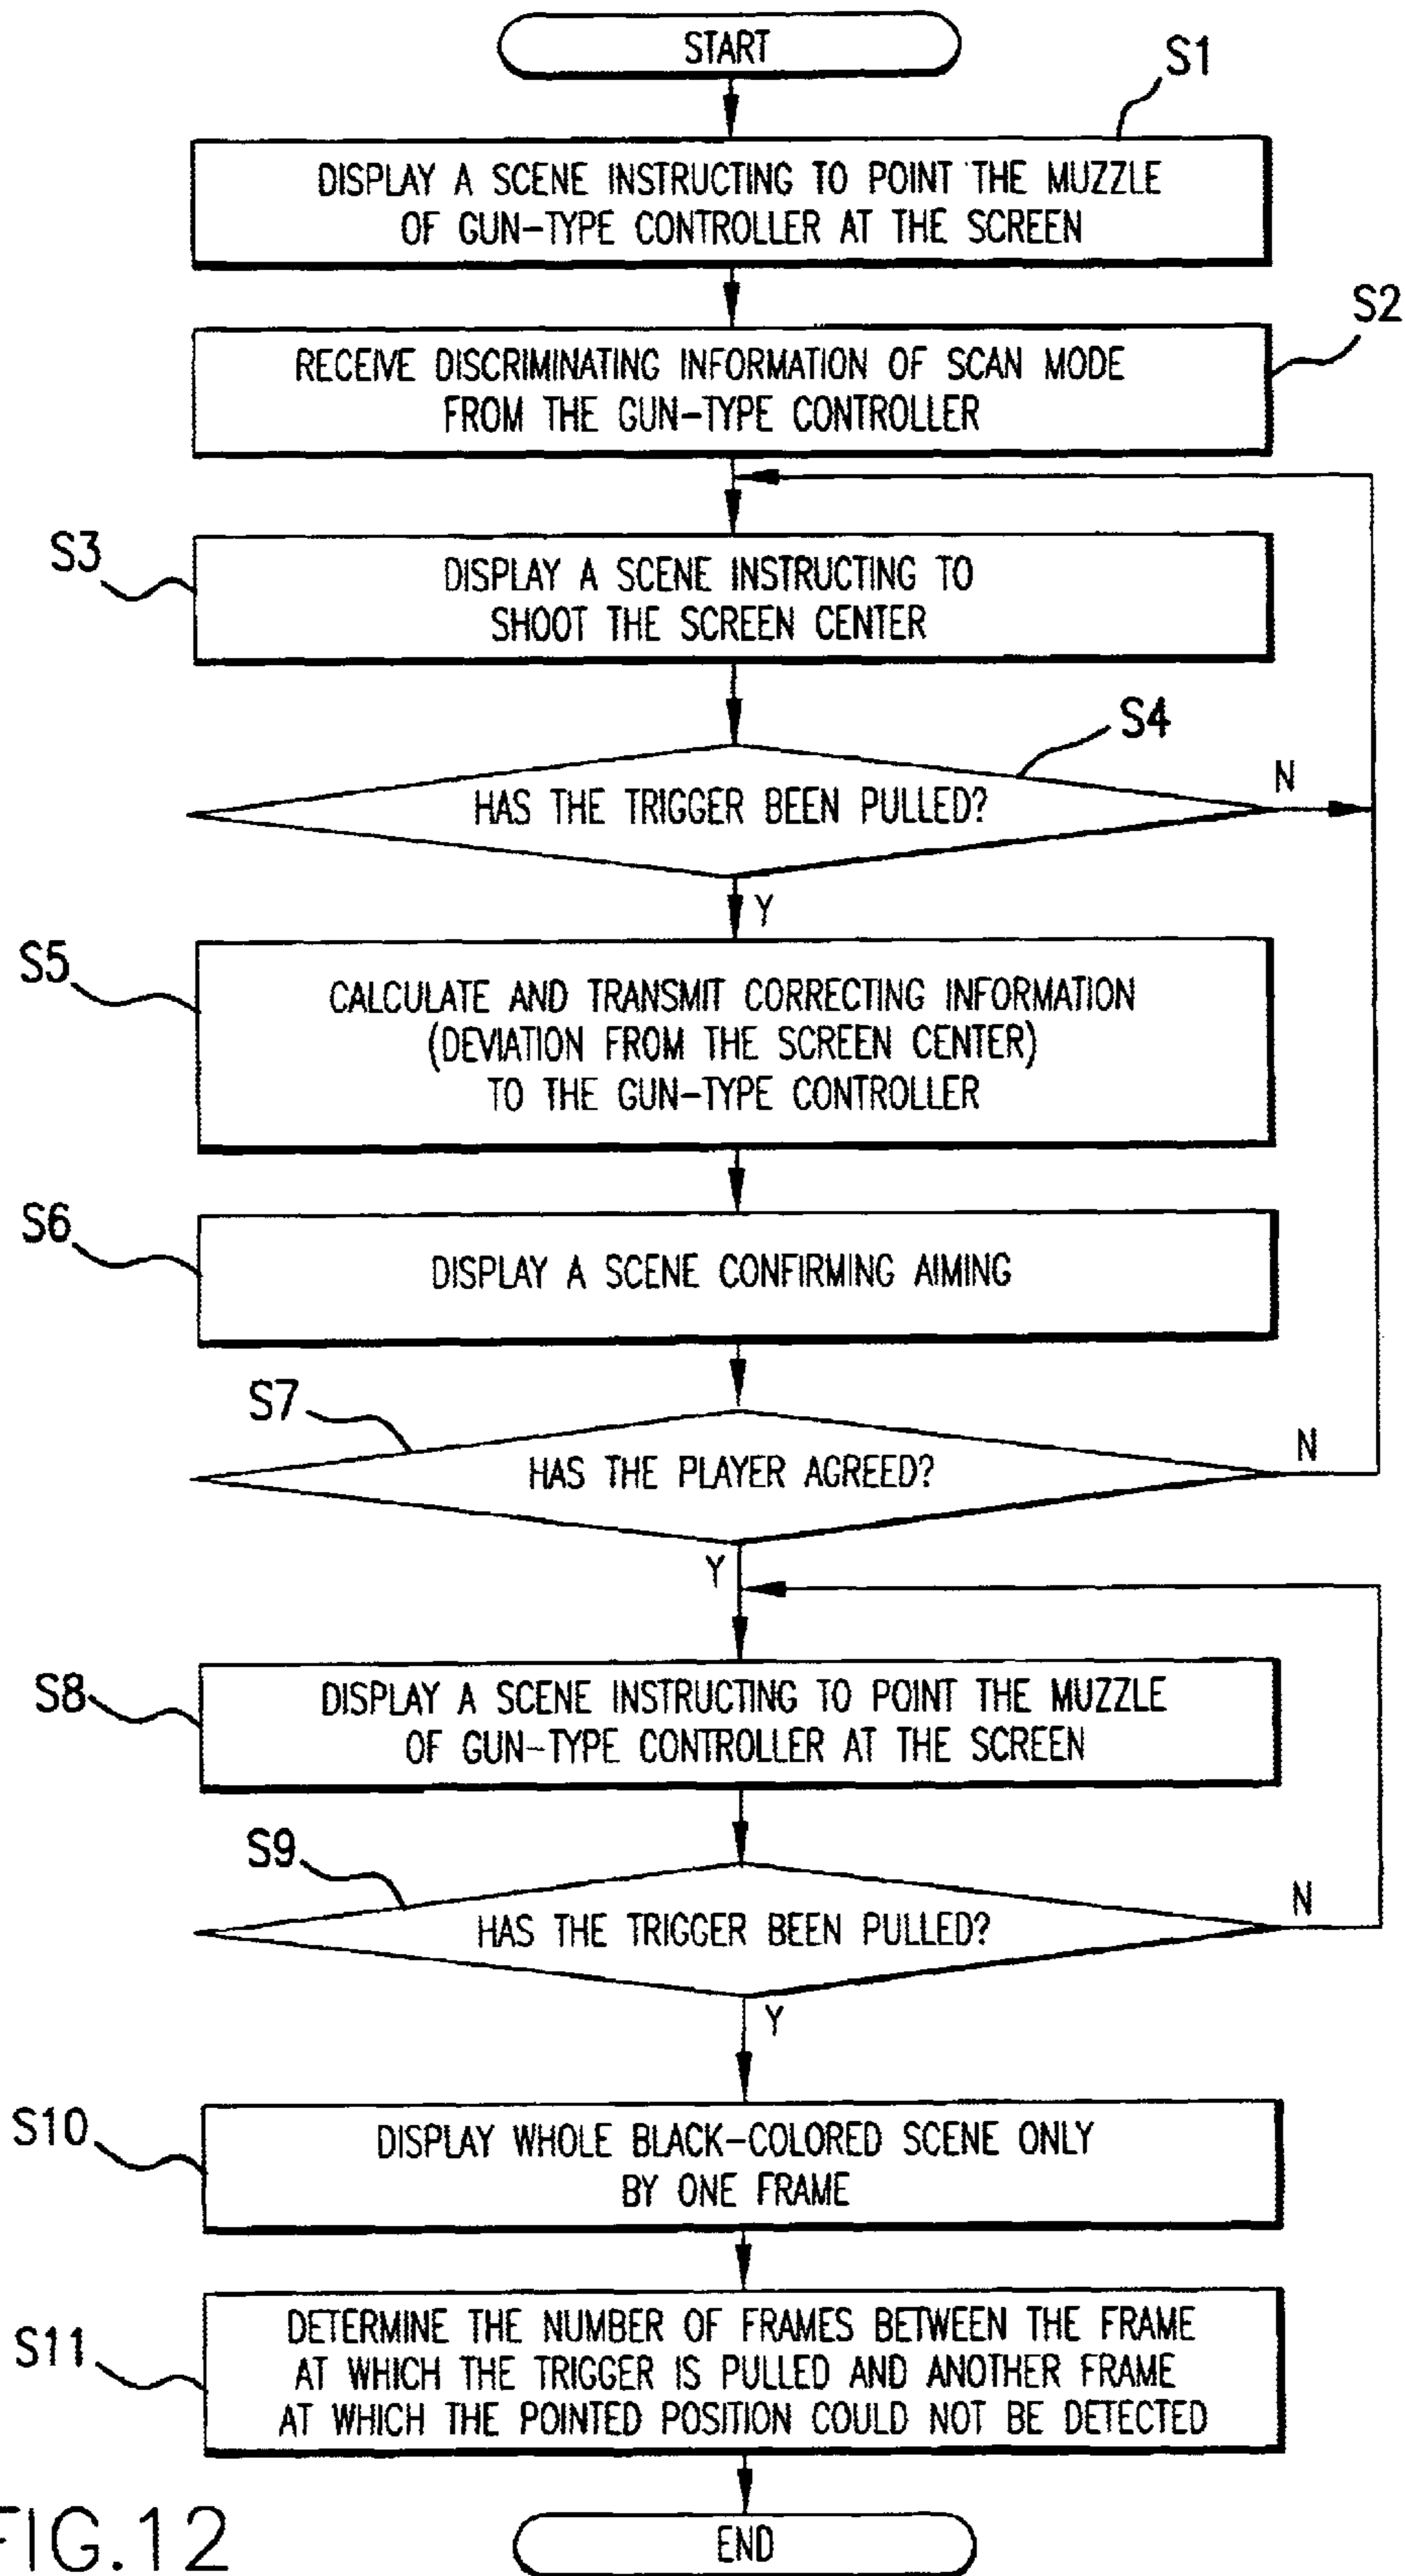 START
S1
DISPLAY A SCENE INSTRUCTING TO POINT THE MUZZLE
OF GUN-TYPE CONTROLLER AT THE SCREEN
S2
RECEIVE DISCRIMINATING INFORMATION OF SCAN MODE
FROM THE GUN-TYPE CONTROLLER
S3
DISPLAY A SCENE INSTRUCTING TO
SHOOT THE SCREEN CENTER
S4
HAS THE TRIGGER BEEN PULLED?
N
Y
S5
CALCULATE AND TRANSMIT CORRECTING INFORMATION
(DEVIATION FROM THE SCREEN CENTER)
TO THE GUN-TYPE CONTROLLER
S6
DISPLAY A SCENE CONFIRMING AIMING
S7
HAS THE PLAYER AGREED?
N
Y
S8
DISPLAY A SCENE INSTRUCTING TO POINT THE MUZZLE
OF GUN-TYPE CONTROLLER AT THE SCREEN
S9
HAS THE TRIGGER BEEN PULLED?
N
Y
S10
DISPLAY WHOLE BLACK-COLORED SCENE ONLY
BY ONE FRAME
S11
DETERMINE THE NUMBER OF FRAMES BETWEEN THE FRAME
AT WHICH THE TRIGGER IS PULLED AND ANOTHER FRAME
AT WHICH THE POINTED POSITION COULD NOT BE DETECTED
END
FIG.12